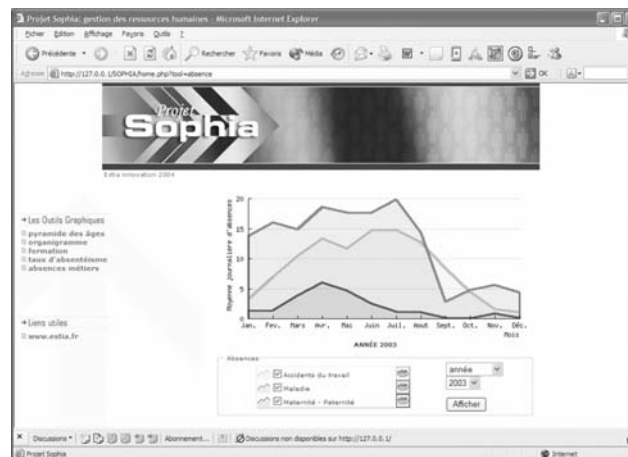 Projet Sophia: gestion des ressources humaines - Microsoft Internet Explorer
Fichier Edition Affichage Favoris Outils ?
Précédente Rechercher Favoris Média
Adresse http://127.0.0.1/SOPHIA/home.php?tool=absence OK
Projet
Sophia
Estia Innovation 2004
Les Outils Graphiques
pyramide des âges
organigramme
formation
taux d'absentéisme
absences métiers
Liens utiles
www.estia.fr
Moyenne journalière d'absences
20
15
10
5
0
Jan. Fev. Mars Avr. Mai Juin Juil. Aout Sept. Oct. Nov. Déc.
Mois
ANNÉE 2003
Absences
Accidents du travail
Maladie
Maternité - Paternité
année
2003
Afficher
Discussions Abonnement... Discussions non disponibles sur http://127.0.0.1/
Projet Sophia Internet